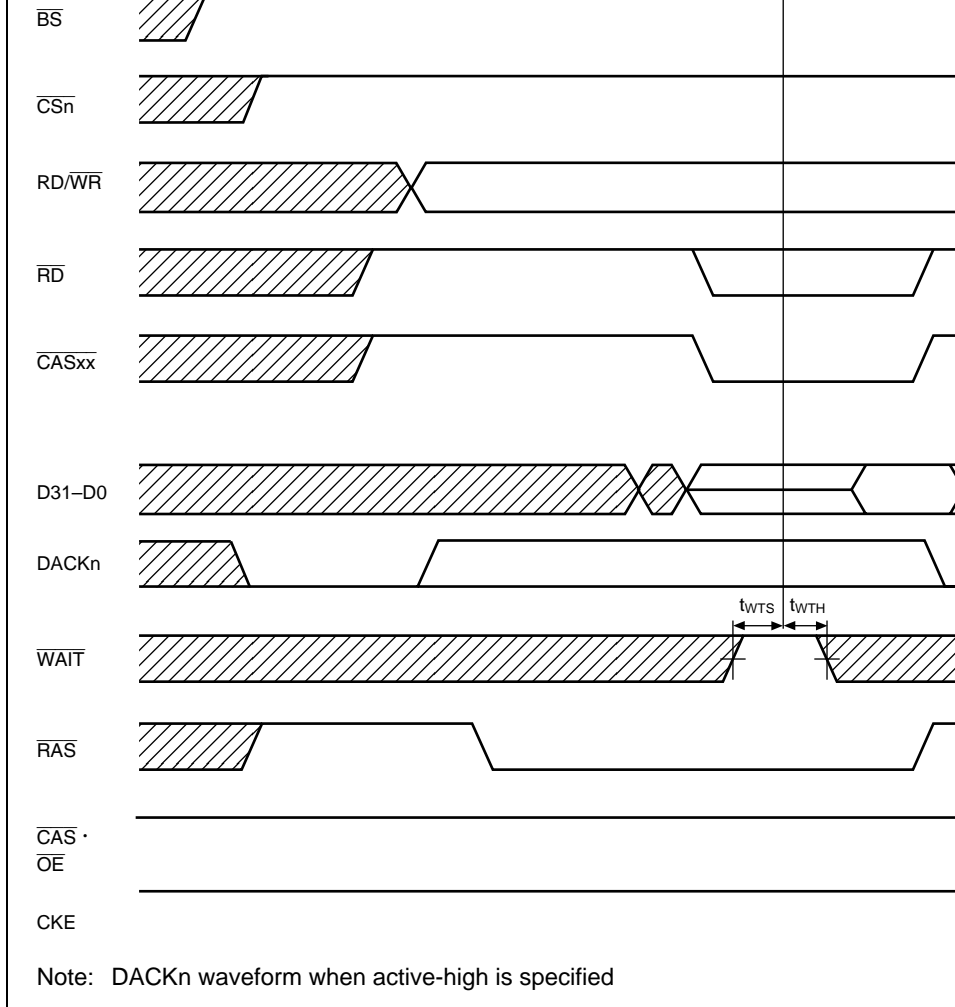 BS
CSn
RD/WR
RD
CASxx
D31–D0
DACKn
tWTS tWTH
WAIT
RAS
CAS ·
OE
CKE
Note: DACKn waveform when active-high is specified